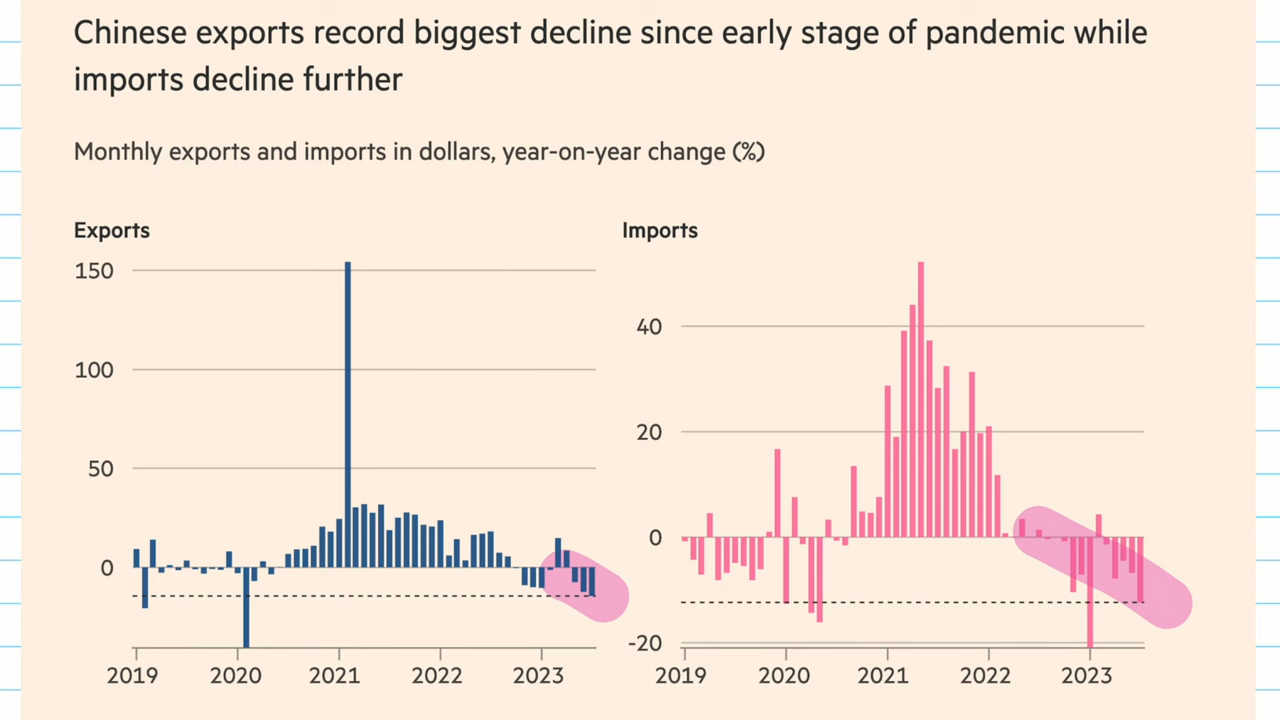 Chinese exports record biggest decline since early stage of pandemic while
imports decline further
Monthly exports and imports in dollars, year-on-year change (%)
Exports
150
100
50
0
2019 2020 2021 2022 2023
Imports
40
20
0
-20
2019 2020 2021 2022 2023